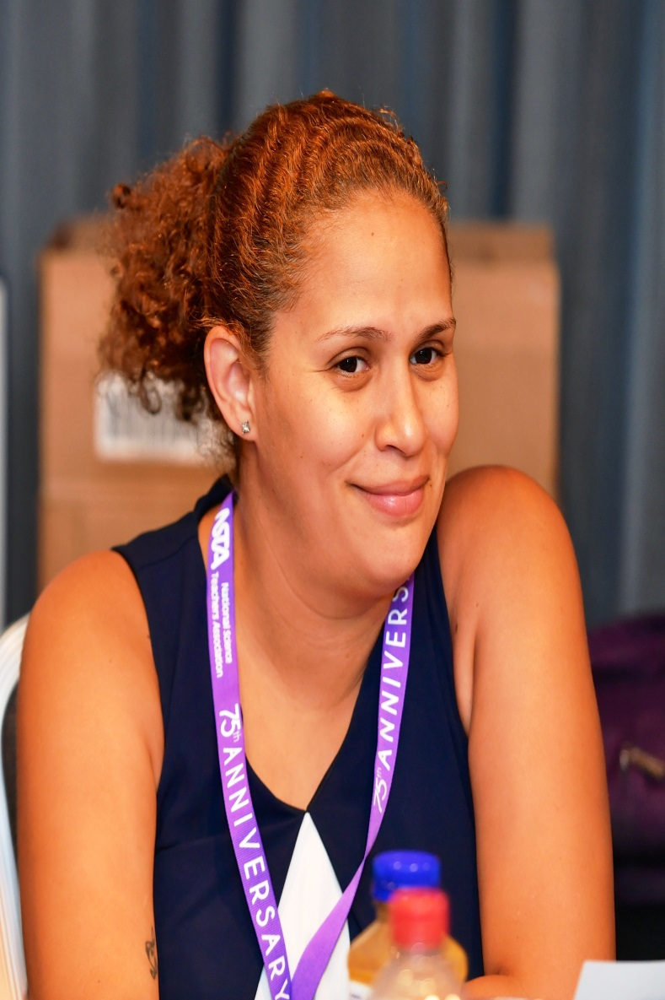 NSTA
National Science
Teachers Association
75th ANNIVERSARY
75th ANNIVERS